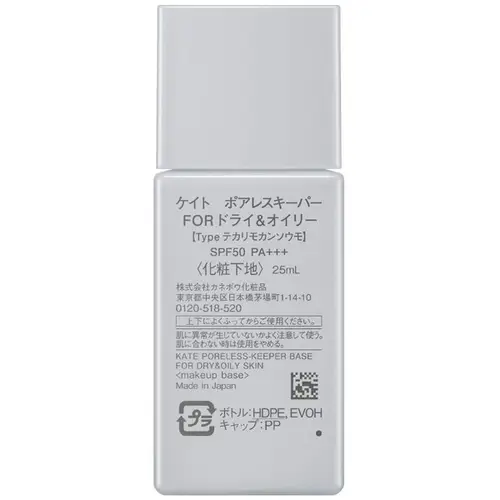 ケイト ポアレスキーパー
FORドライ&オイリー
【Type テカリモカンソウモ】
SPF50 PA+++
〈化粧下地〉 25mL
株式会社カネボウ化粧品
東京都中央区日本橋茅場町1-14-10
0120-518-520
上下によくふってからご使用ください。
肌に異常が生じていないかよく注意して使う。
肌に合わない時は使用をやめる。
KATE PORELESS-KEEPER BASE
FOR DRY&OILY SKIN
<makeup base>
Made in Japan
プラ ボトル:HDPE, EVOH
キャップ:PP